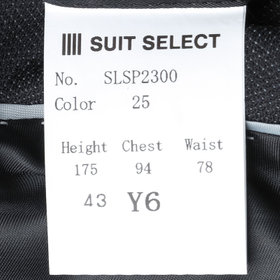 SUIT SELECT
No. SLSP2300
Color 25
Height Chest Waist
175 94 78
43 Y6